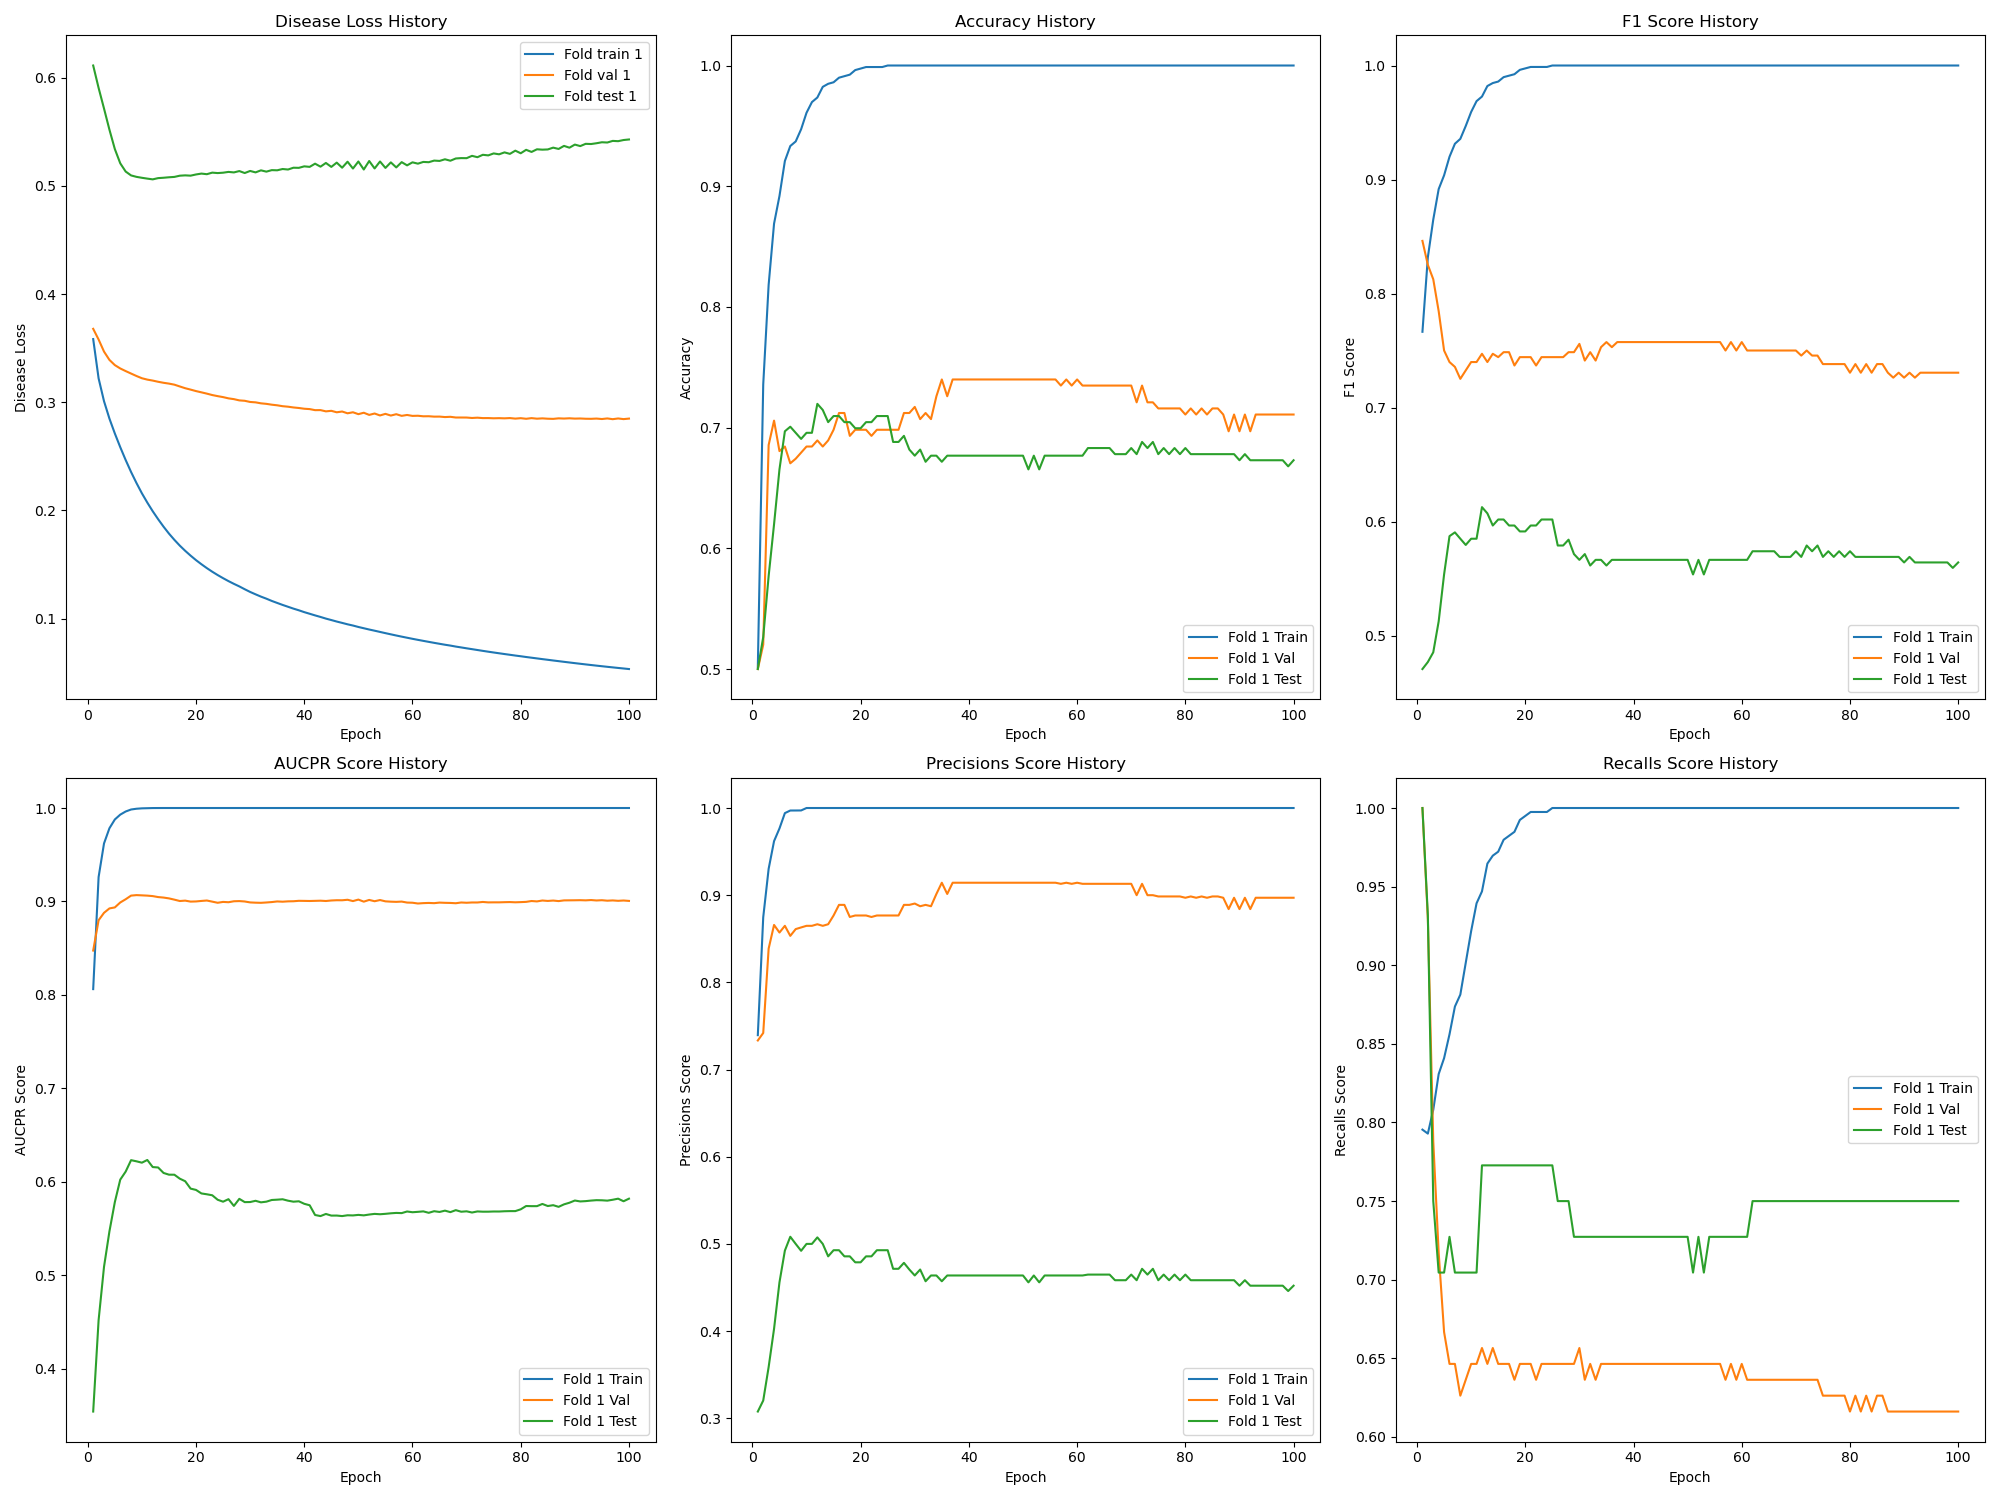 Disease Loss History
Disease Loss
0.6
0.5
0.4
0.3
0.2
0.1
Fold train 1
Fold val 1
Fold test 1
0 20 40 60 80 100
Epoch
Accuracy History
Accuracy
1.0
0.9
0.8
0.7
0.6
0.5
Fold 1 Train
Fold 1 Val
Fold 1 Test
0 20 40 60 80 100
Epoch
F1 Score History
F1 Score
1.0
0.9
0.8
0.7
0.6
0.5
Fold 1 Train
Fold 1 Val
Fold 1 Test
0 20 40 60 80 100
Epoch
AUCPR Score History
AUCPR Score
1.0
0.9
0.8
0.7
0.6
0.5
0.4
Fold 1 Train
Fold 1 Val
Fold 1 Test
0 20 40 60 80 100
Epoch
Precisions Score History
Precisions Score
1.0
0.9
0.8
0.7
0.6
0.5
0.4
0.3
Fold 1 Train
Fold 1 Val
Fold 1 Test
0 20 40 60 80 100
Epoch
Recalls Score History
Recalls Score
1.00
0.95
0.90
0.85
0.80
0.75
0.70
0.65
0.60
Fold 1 Train
Fold 1 Val
Fold 1 Test
0 20 40 60 80 100
Epoch